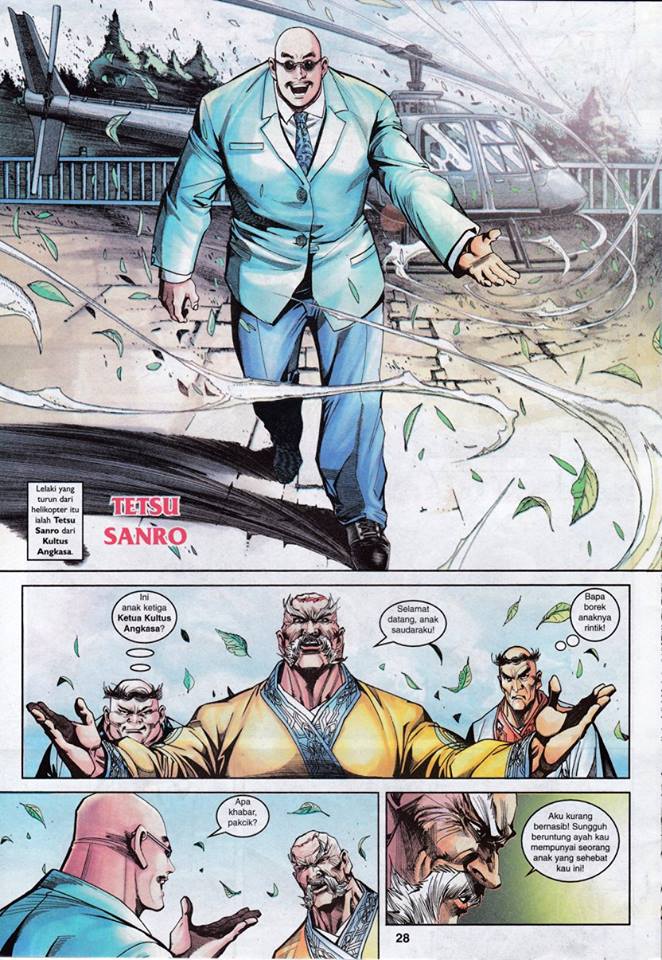 Lelaki yang
turun dari
helikopter itu
ialah Tetsu
Sanro dari
Kultus
Angkasa.
TETSU
SANRO
Ini
anak ketiga
Ketua Kultus
Angkasa?
Selamat
datang, anak
saudaraku!
Bapa
borek
anaknya
rintik!
Apa
khabar,
pakcik?
Aku kurang
bernasib! Sungguh
beruntung ayah kau
mempunyai seorang
anak yang sehebat
kau ini!
28